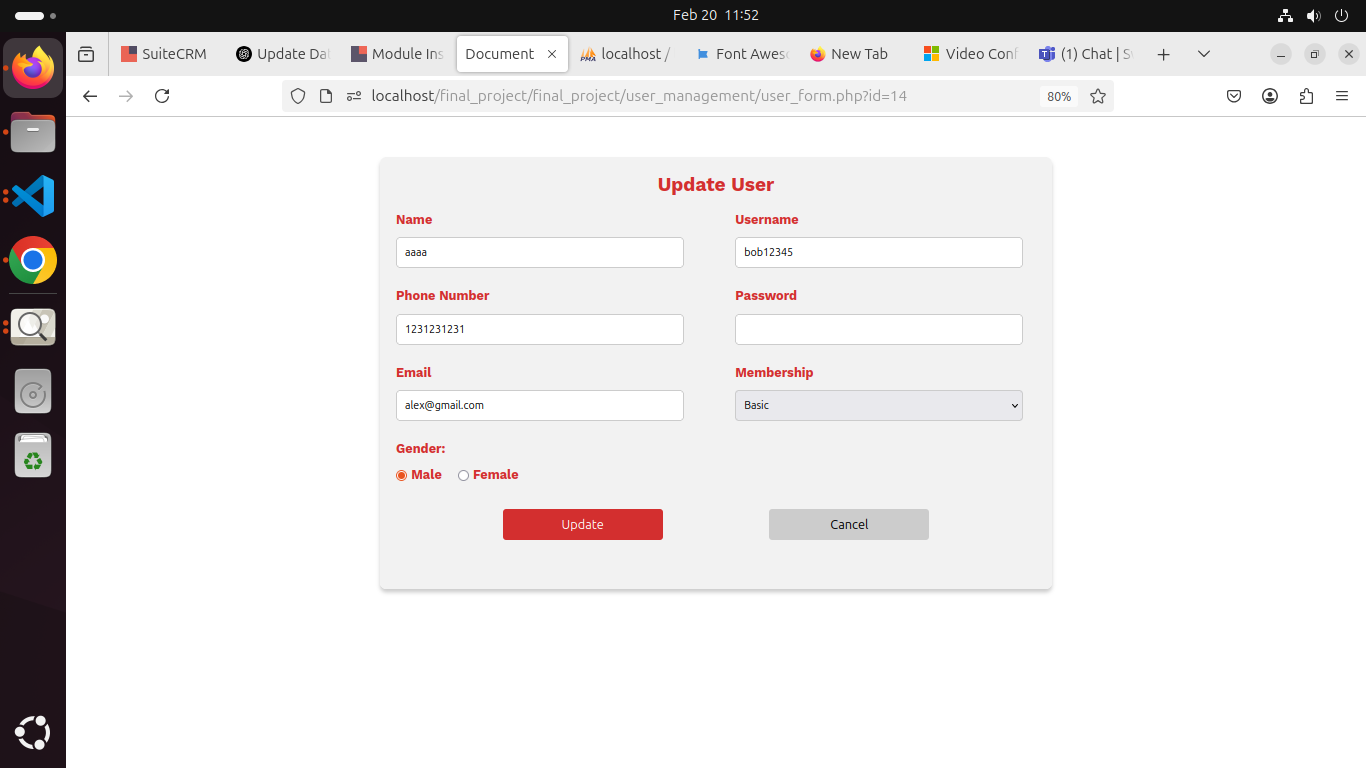 Feb 20 11:52
SuiteCRM
Update Dat
Module Ins
Document
localhost /
Font Aweso
New Tab
Video Conf
(1) Chat | Sy
localhost/final_project/final_project/user_management/user_form.php?id=14
80%
Update User
Name
Username
aaaa
bob12345
Phone Number
Password
1231231231
Email
Membership
alex@gmail.com
Basic
Gender:
Male
Female
Update
Cancel